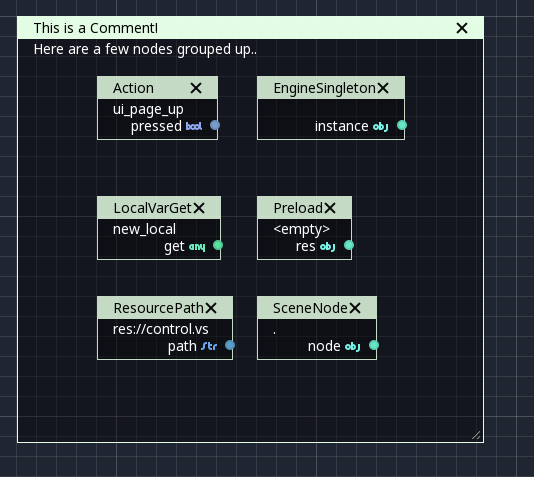 This is a Comment!
Here are a few nodes grouped up..
Action
ui_page_up
pressed bool
EngineSingleton
instance obj
LocalVarGet
new_local
get any
Preload
<empty>
res obj
ResourcePath
res://control.vs
path str
SceneNode
.
node obj